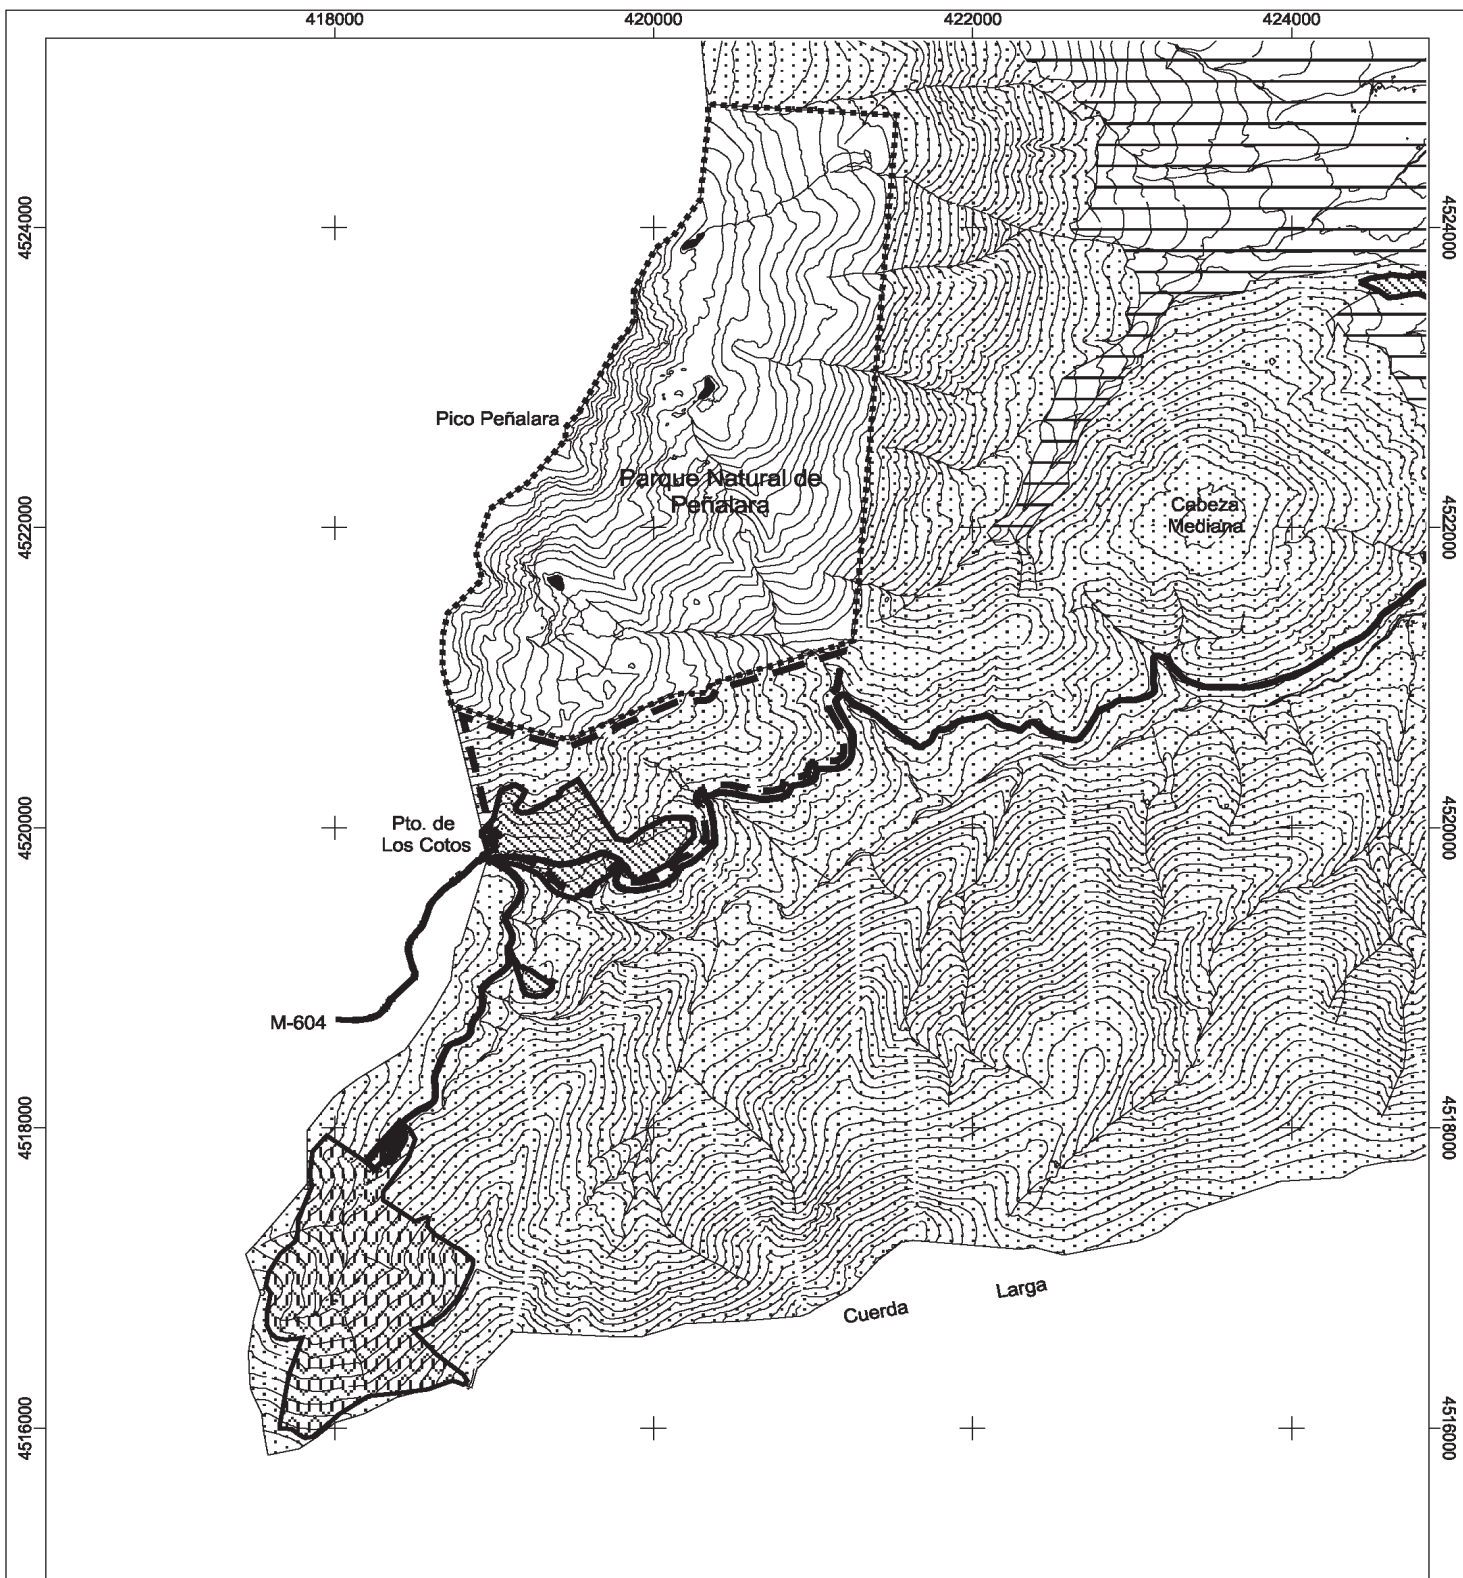 418000
420000
422000
424000
4524000
4524000
Pico Peñalara
Parque Natural de
Peñalara
Cabeza
Mediana
4522000
4522000
Pto. de
Los Cotos
4520000
4520000
M-604
4518000
4518000
Cuerda
Larga
4516000
4516000